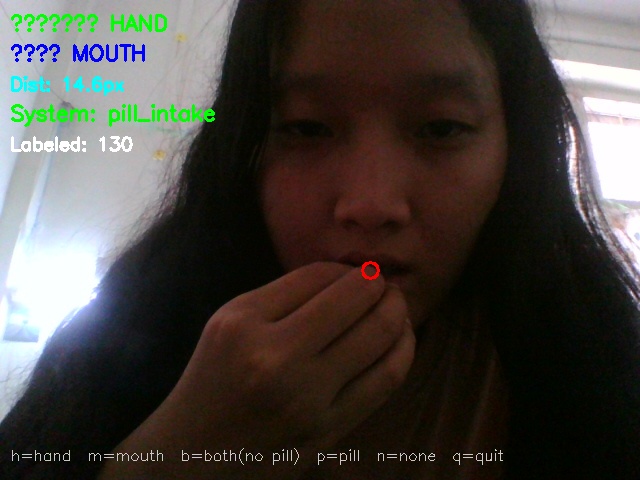 ??????? HAND
???? MOUTH
Dist: 14.6px
System: pill_intake
Labeled: 130
h=hand m=mouth b=both(no pill) p=pill n=none q=quit